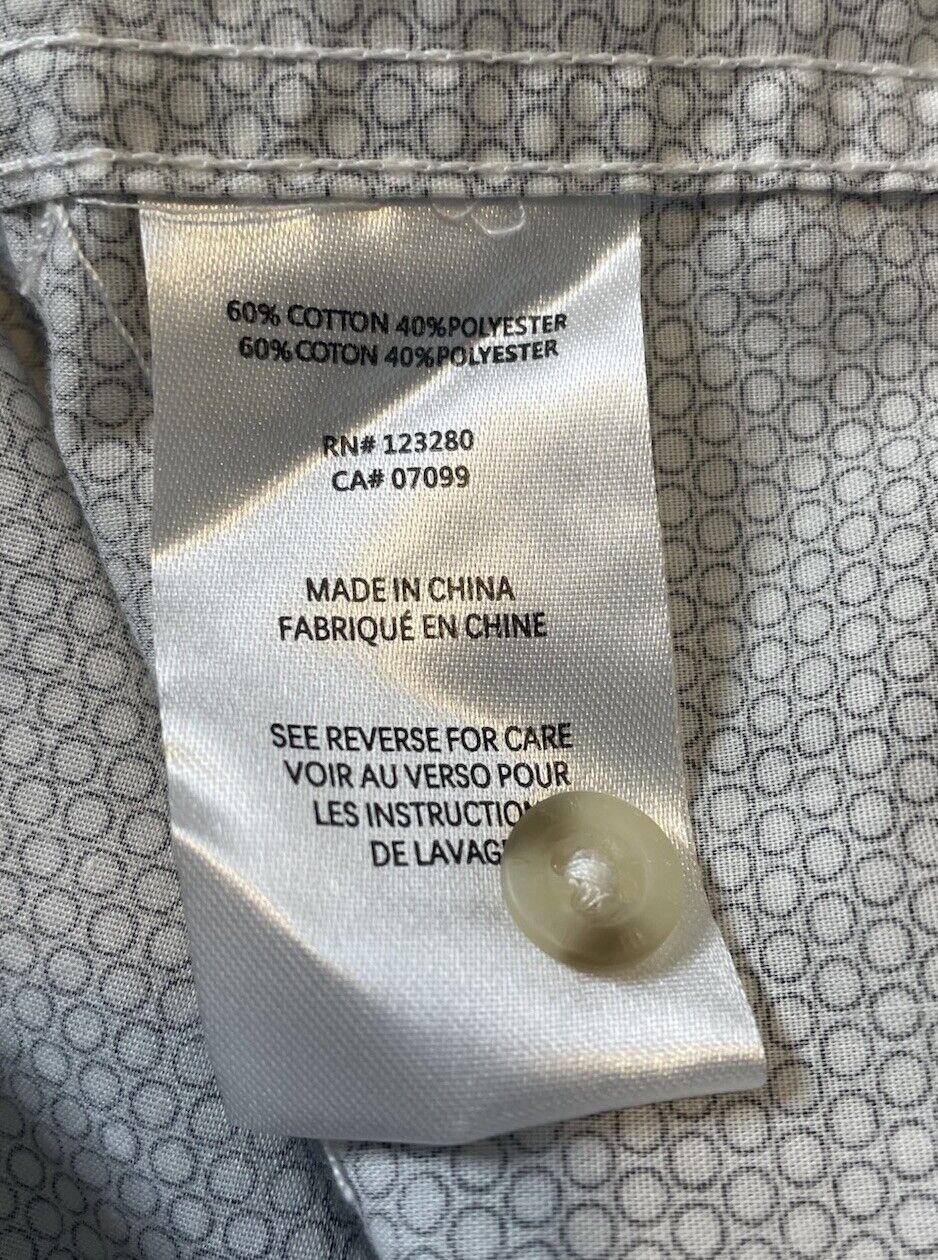 60% COTTON 40%POLYESTER
60%COTON 40%POLYESTER
RN# 123280
CA# 07099
MADE IN CHINA
FABRIQUÉ EN CHINE
SEE REVERSE FOR CARE
VOIR AU VERSO POUR
LES
DE